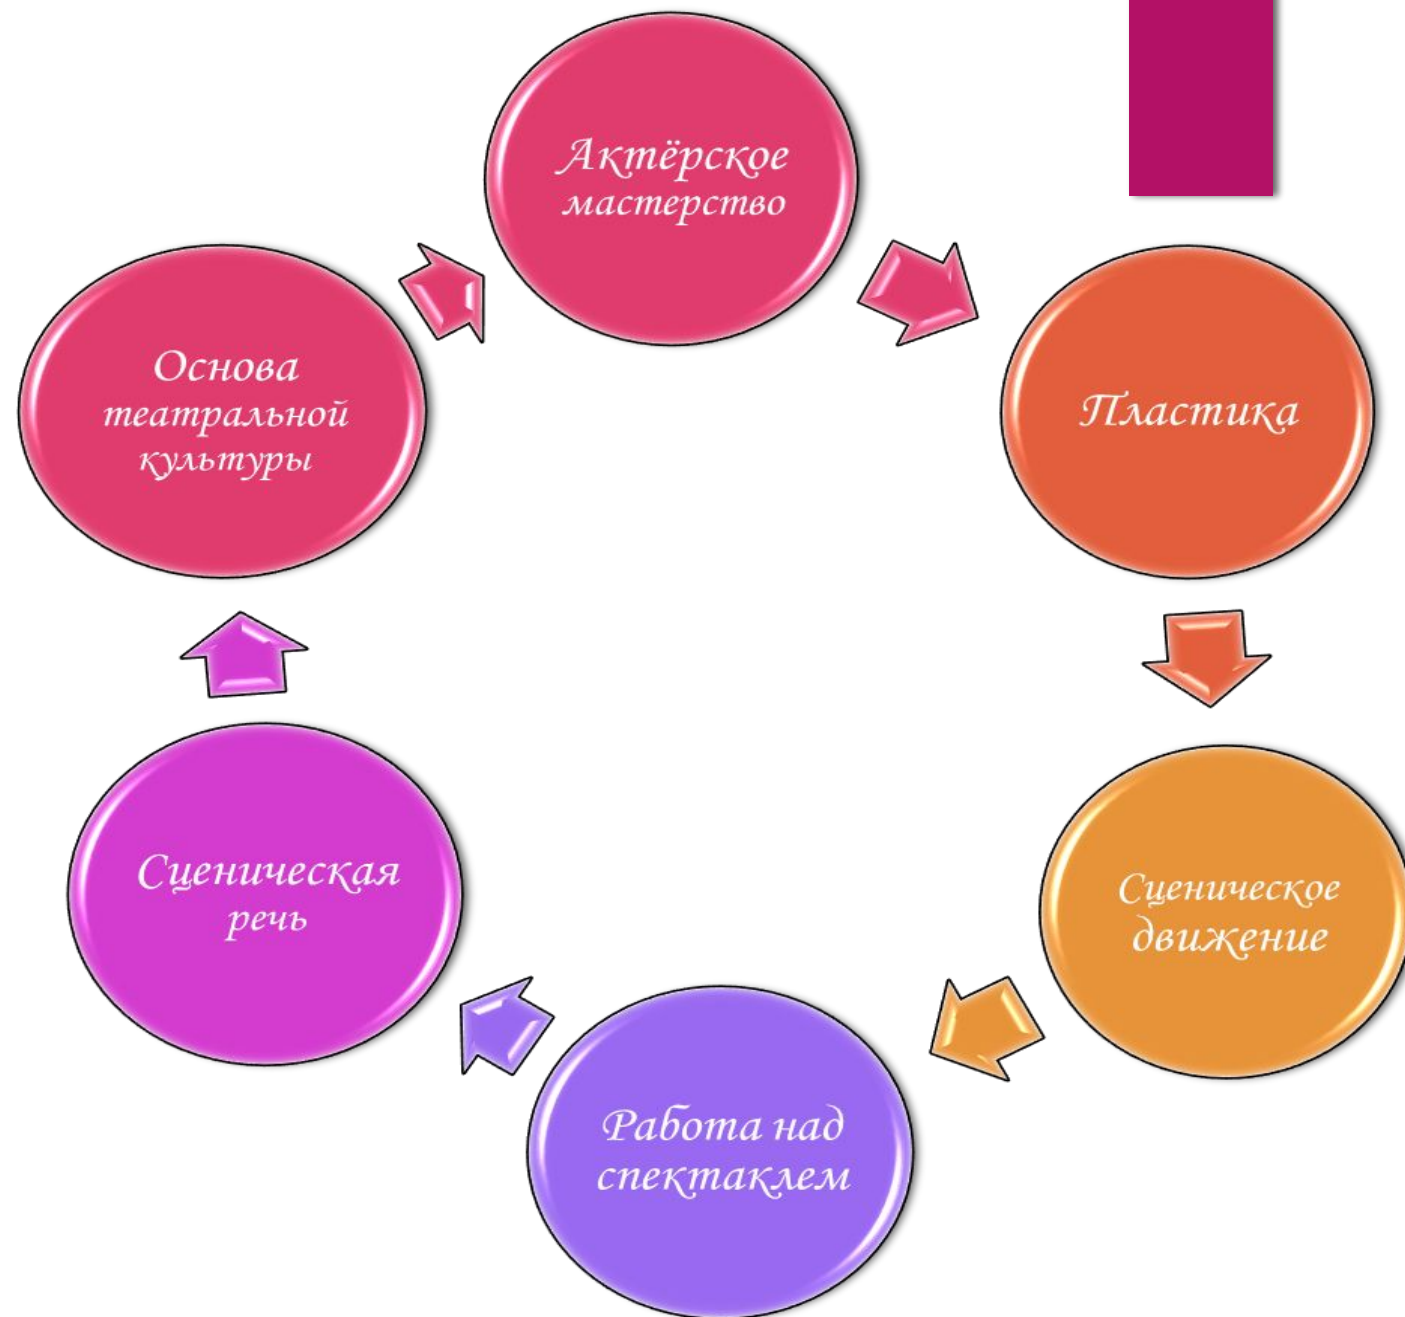 Актёрское
мастерство
Пластика
Сценическое
движение
Работа над
спектаклем
Сценическая
речь
Основа
театральной
культуры